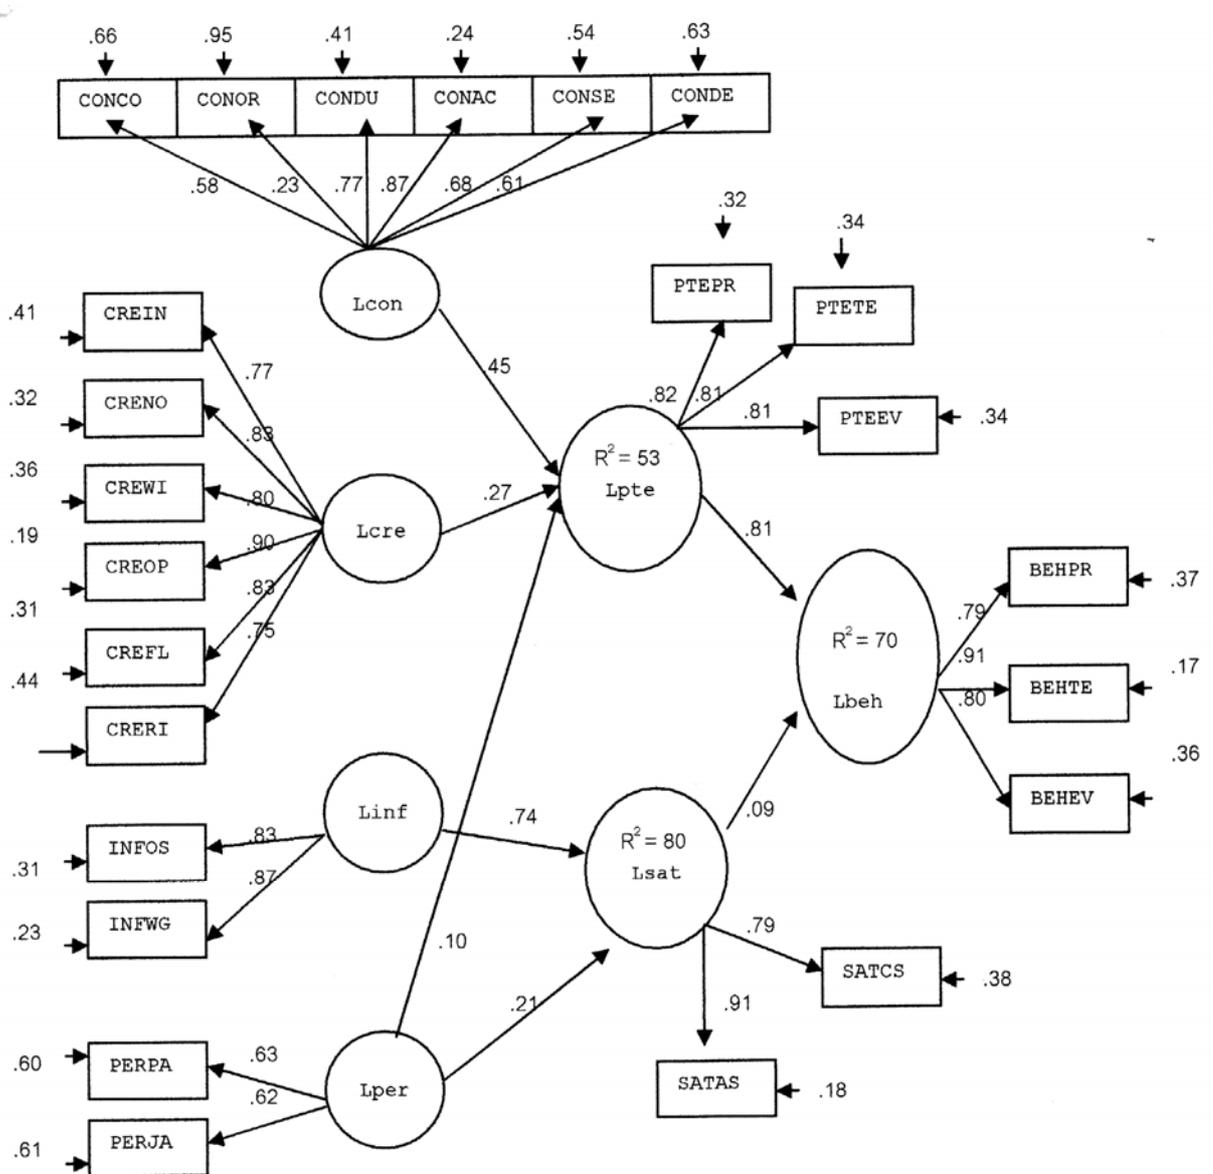 .66 .95 .41 .24 .54 .63
CONCO CONOR CONDU CONAC CONSE CONDE
.58 .23 .77 .87 .68 .61
.32
.34
PTEPR
PTETE
Lcon
.41
CREIN
.77
.45
.32
CRENO
.83
.82 .81
.81
PTEEV
.34
R2 = 53
Lpte
.36
CREWI
.80
.27
.19
CREOP
.90
Lcre
.81
.83
.31
CREFL
.75
.44
CRERI
R2 = 70
Lbeh
BEHPR
.37
.79
.91
BEHTE
.17
.80
.36
BEHEV
Linf
.74
.09
INFOS
.83
.31
.87
INFWG
.23
R2 = 80
Lsat
.10
.79
SATCS
.38
.21
.91
PERPA
.60
.63
.62
Lper
SATAS
.18
PERJA
.61